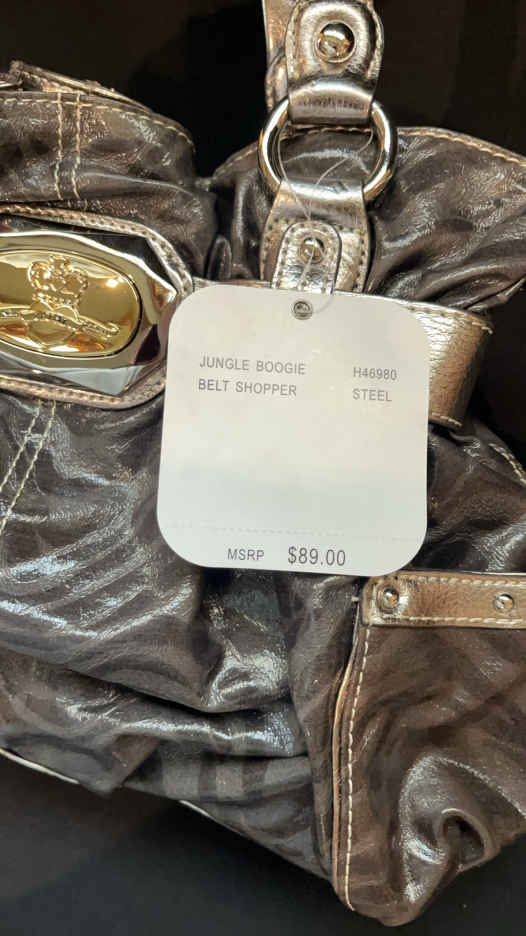 JUNGLE BOOGIE H46980
BELT SHOPPER STEEL
MSRP $89.00